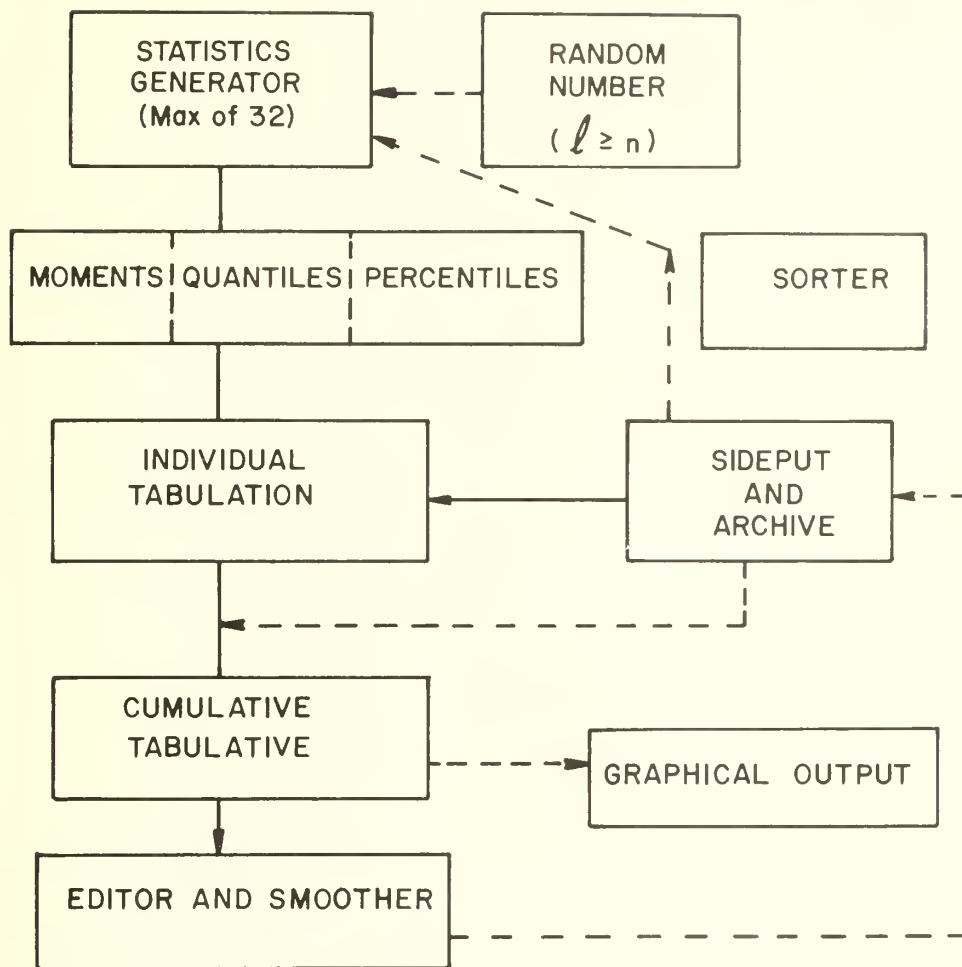 STATISTICS
GENERATOR
(Max of 32)
RANDOM
NUMBER
(ℓ ≥ n)
MOMENTS
QUANTILES
PERCENTILES
SORTER
INDIVIDUAL
TABULATION
SIDEPUT
AND
ARCHIVE
CUMULATIVE
TABULATIVE
GRAPHICAL OUTPUT
EDITOR AND SMOOTHER